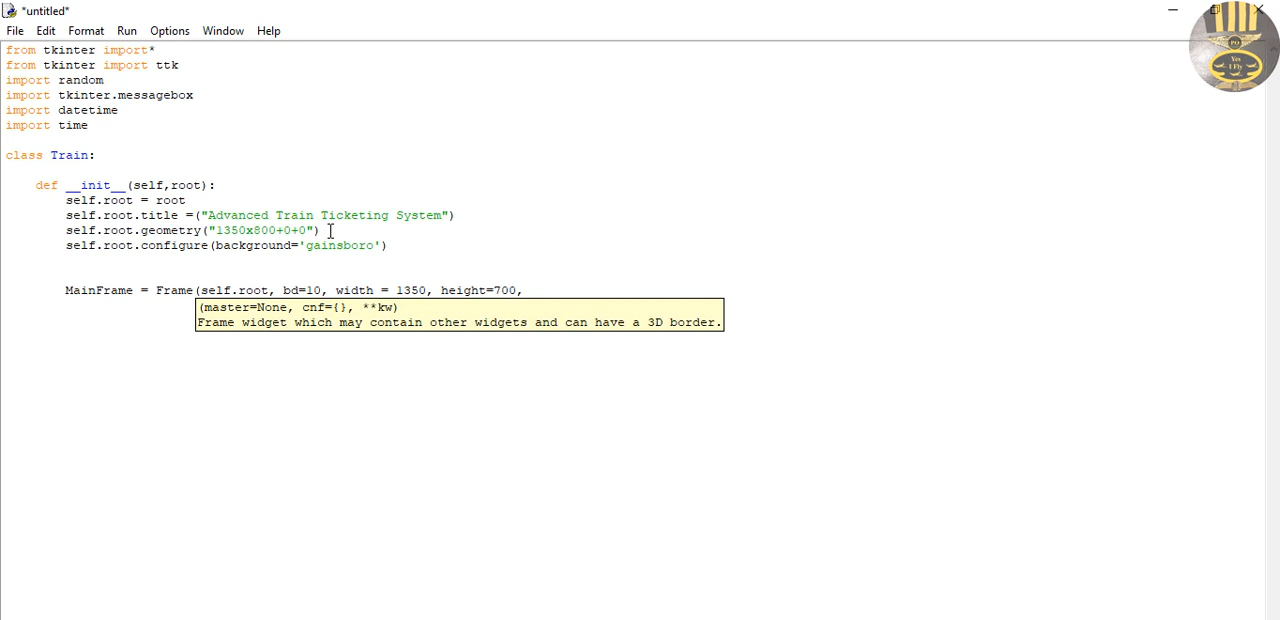 *untitled*
File Edit Format Run Options Window Help
from tkinter import*
from tkinter import ttk
import random
import tkinter.messagebox
import datetime
import time
class Train:
def __init__(self,root):
self.root = root
self.root.title =("Advanced Train Ticketing System")
self.root.geometry("1350x800+0+0")
self.root.configure(background='gainsboro')
MainFrame = Frame(self.root, bd=10, width = 1350, height=700,
(master=None, cnf={}, **kw)
Frame widget which may contain other widgets and can have a 3D border.
PO
Yes
I Fly